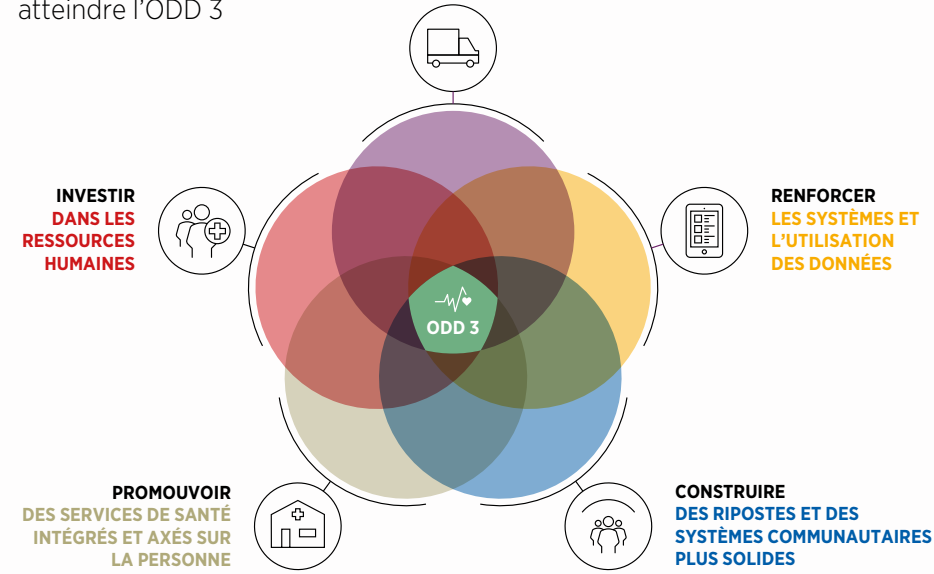 atteindre l’ODD 3
INVESTIR
DANS LES
RESSOURCES
HUMAINES
RENFORCER
LES SYSTÈMES ET
L’UTILISATION
DES DONNÉES
ODD 3
PROMOUVOIR
DES SERVICES DE SANTÉ
INTÉGRÉS ET AXÉS SUR
LA PERSONNE
CONSTRUIRE
DES RIPOSTES ET DES
SYSTÈMES COMMUNAUTAIRES
PLUS SOLIDES